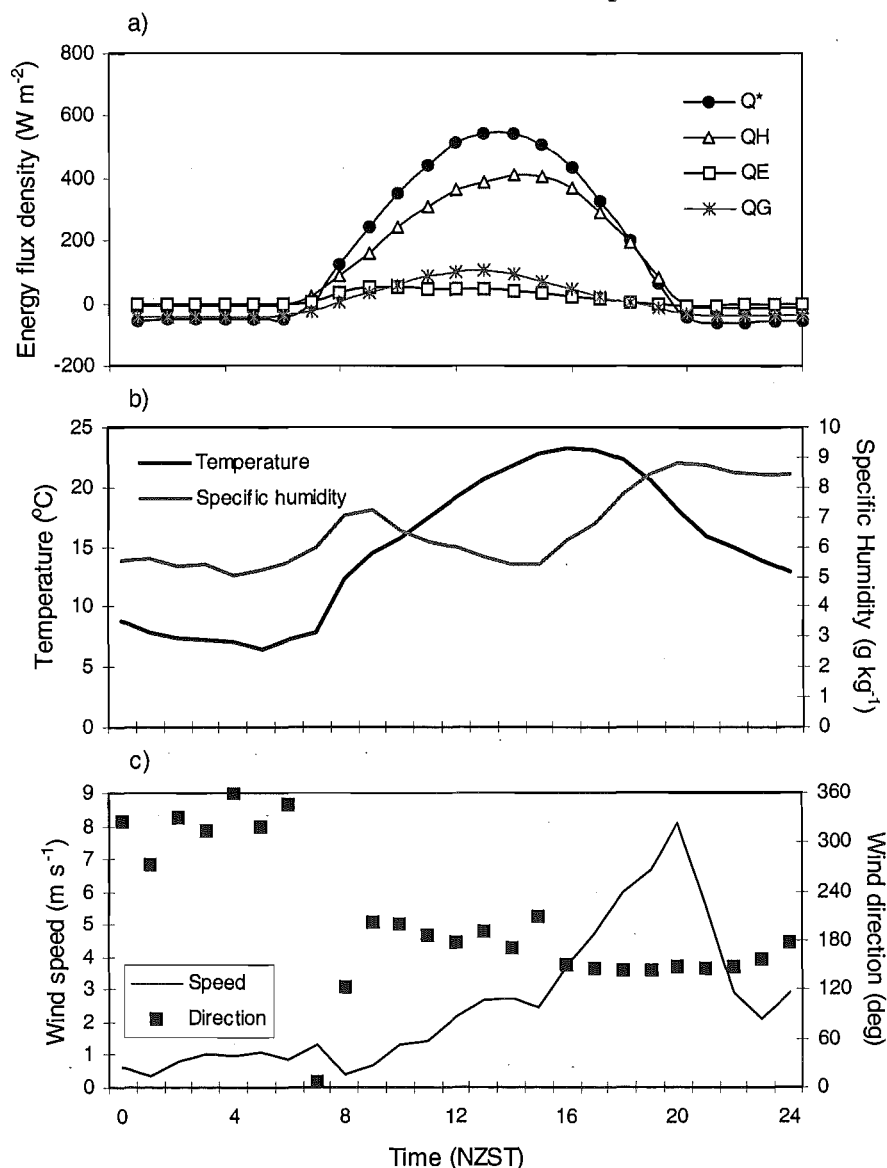 a)
Energy flux density (W m-2)
800
600
400
200
0
-200
Q*
QH
QE
QG
b)
Temperature (ºC)
25
20
15
10
5
0
Temperature
Specific humidity
10
9
8
7
6
5
4
3
2
1
0
Specific Humidity (g kg-1)
c)
Wind speed (m s-1)
9
8
7
6
5
4
3
2
1
0
Speed
Direction
360
300
240
180
120
60
0
Wind direction (deg)
0 4 8 12 16 20 24
Time (NZST)